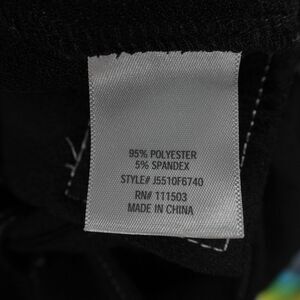 95% POLYESTER
5% SPANDEX
STYLE# J5510F6740
RN# 111503
MADE IN CHINA